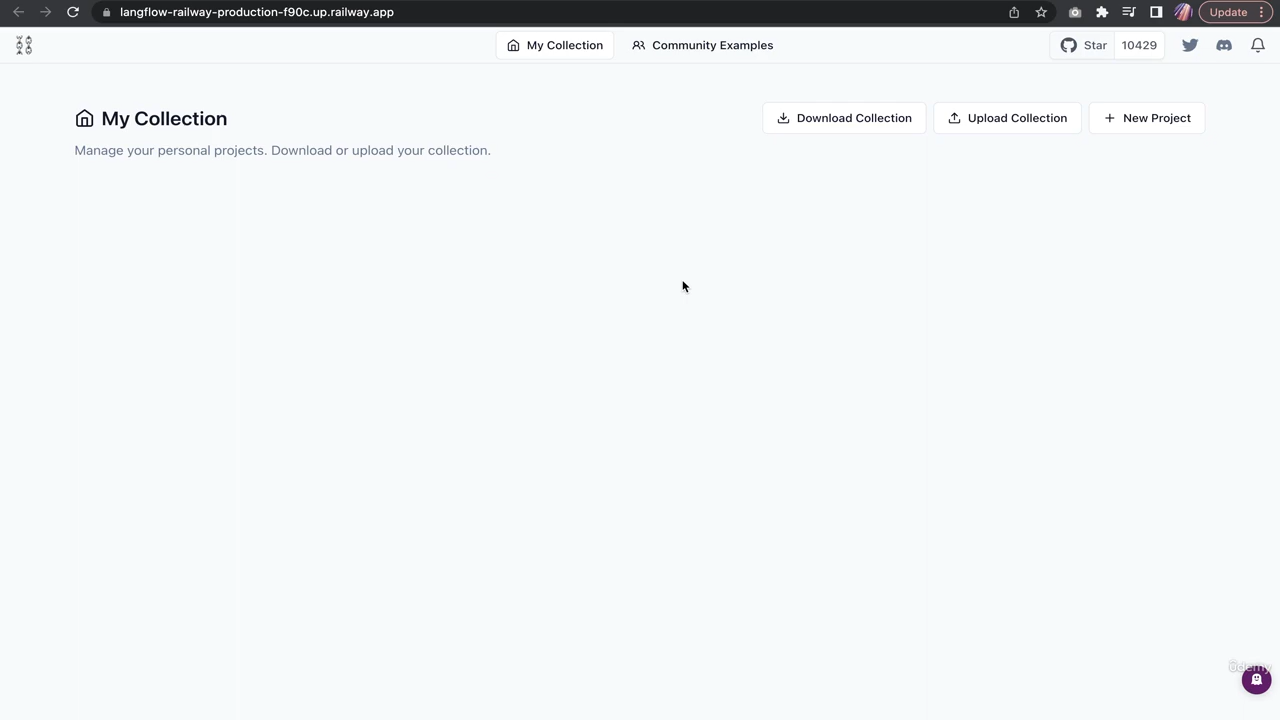 langflow-railway-production-f90c.up.railway.app
Update
My Collection
Community Examples
Star 10429
My Collection
Download Collection
Upload Collection
New Project
Manage your personal projects. Download or upload your collection.
ûdemy